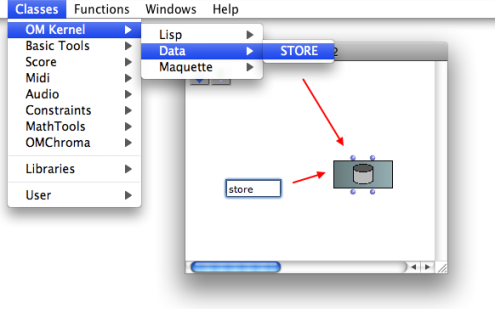 Classes Functions Windows Help
OM Kernel
Basic Tools
Score
Midi
Audio
Constraints
MathTools
OMChroma
Libraries
User
Lisp
Data
Maquette
STORE
2
store